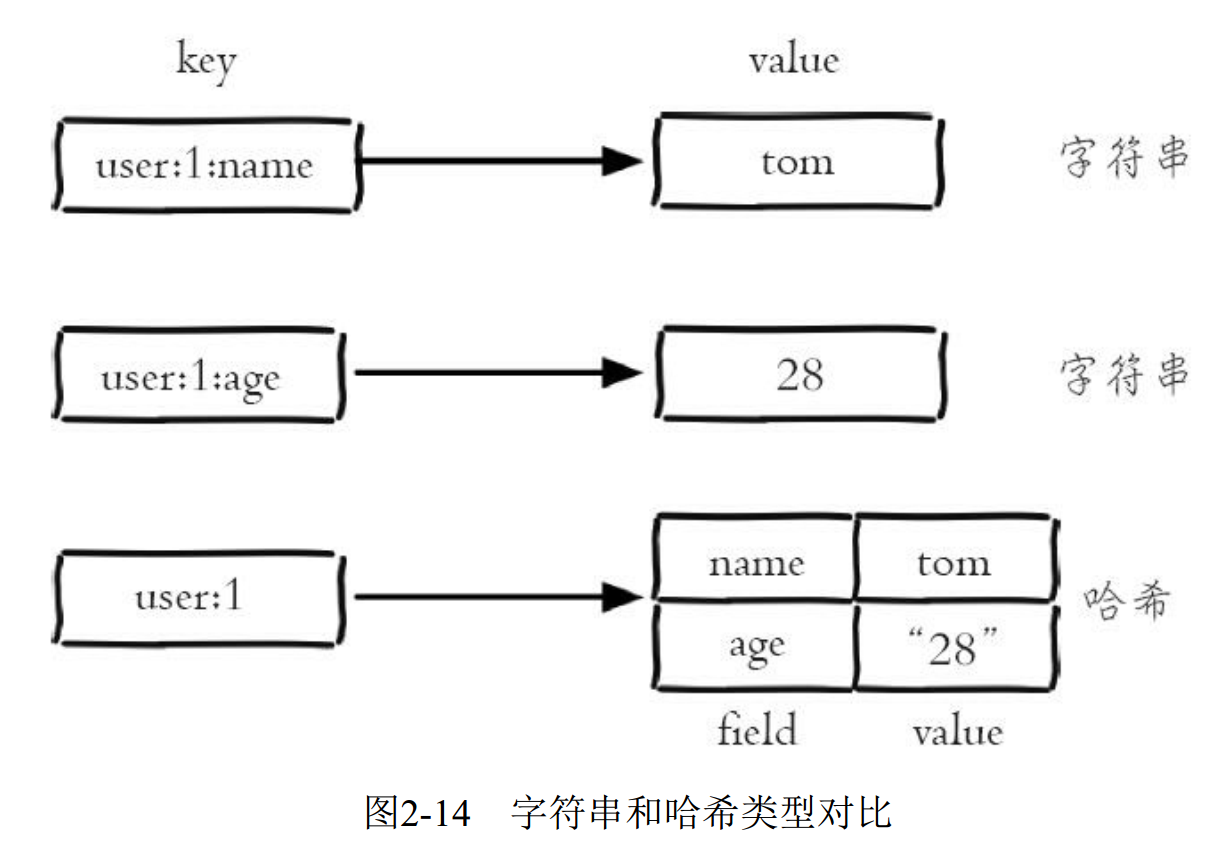 key value
user:1:name tom 字符串
user:1:age 28 字符串
name tom
user:1 哈希
age “28”
field value
图2-14 字符串和哈希类型对比